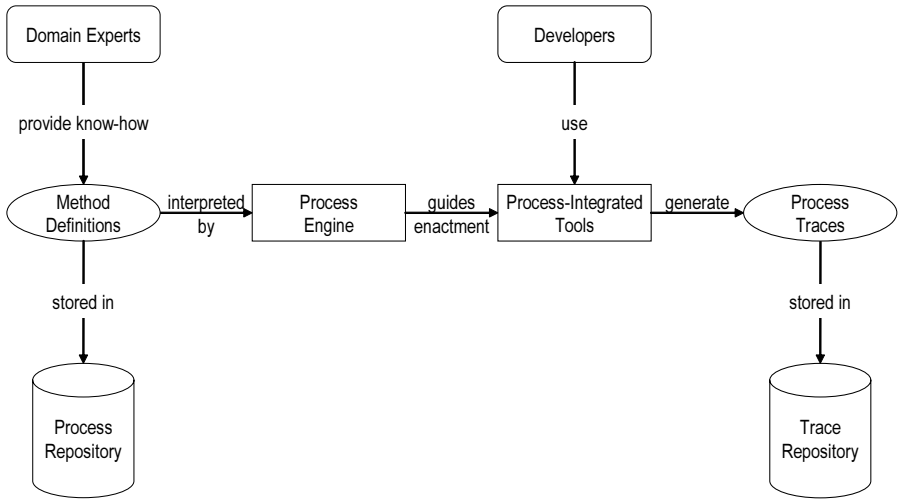 Domain Experts
Developers
provide know-how
use
Method
Definitions
interpreted
by
Process
Engine
guides
enactment
Process-Integrated
Tools
generate
Process
Traces
stored in
stored in
Process
Repository
Trace
Repository